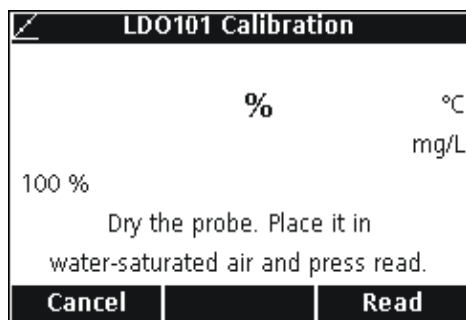 LDO101 Calibration
% °C
mg/L
100 %
Dry the probe. Place it in
water-saturated air and press read.
Cancel Read